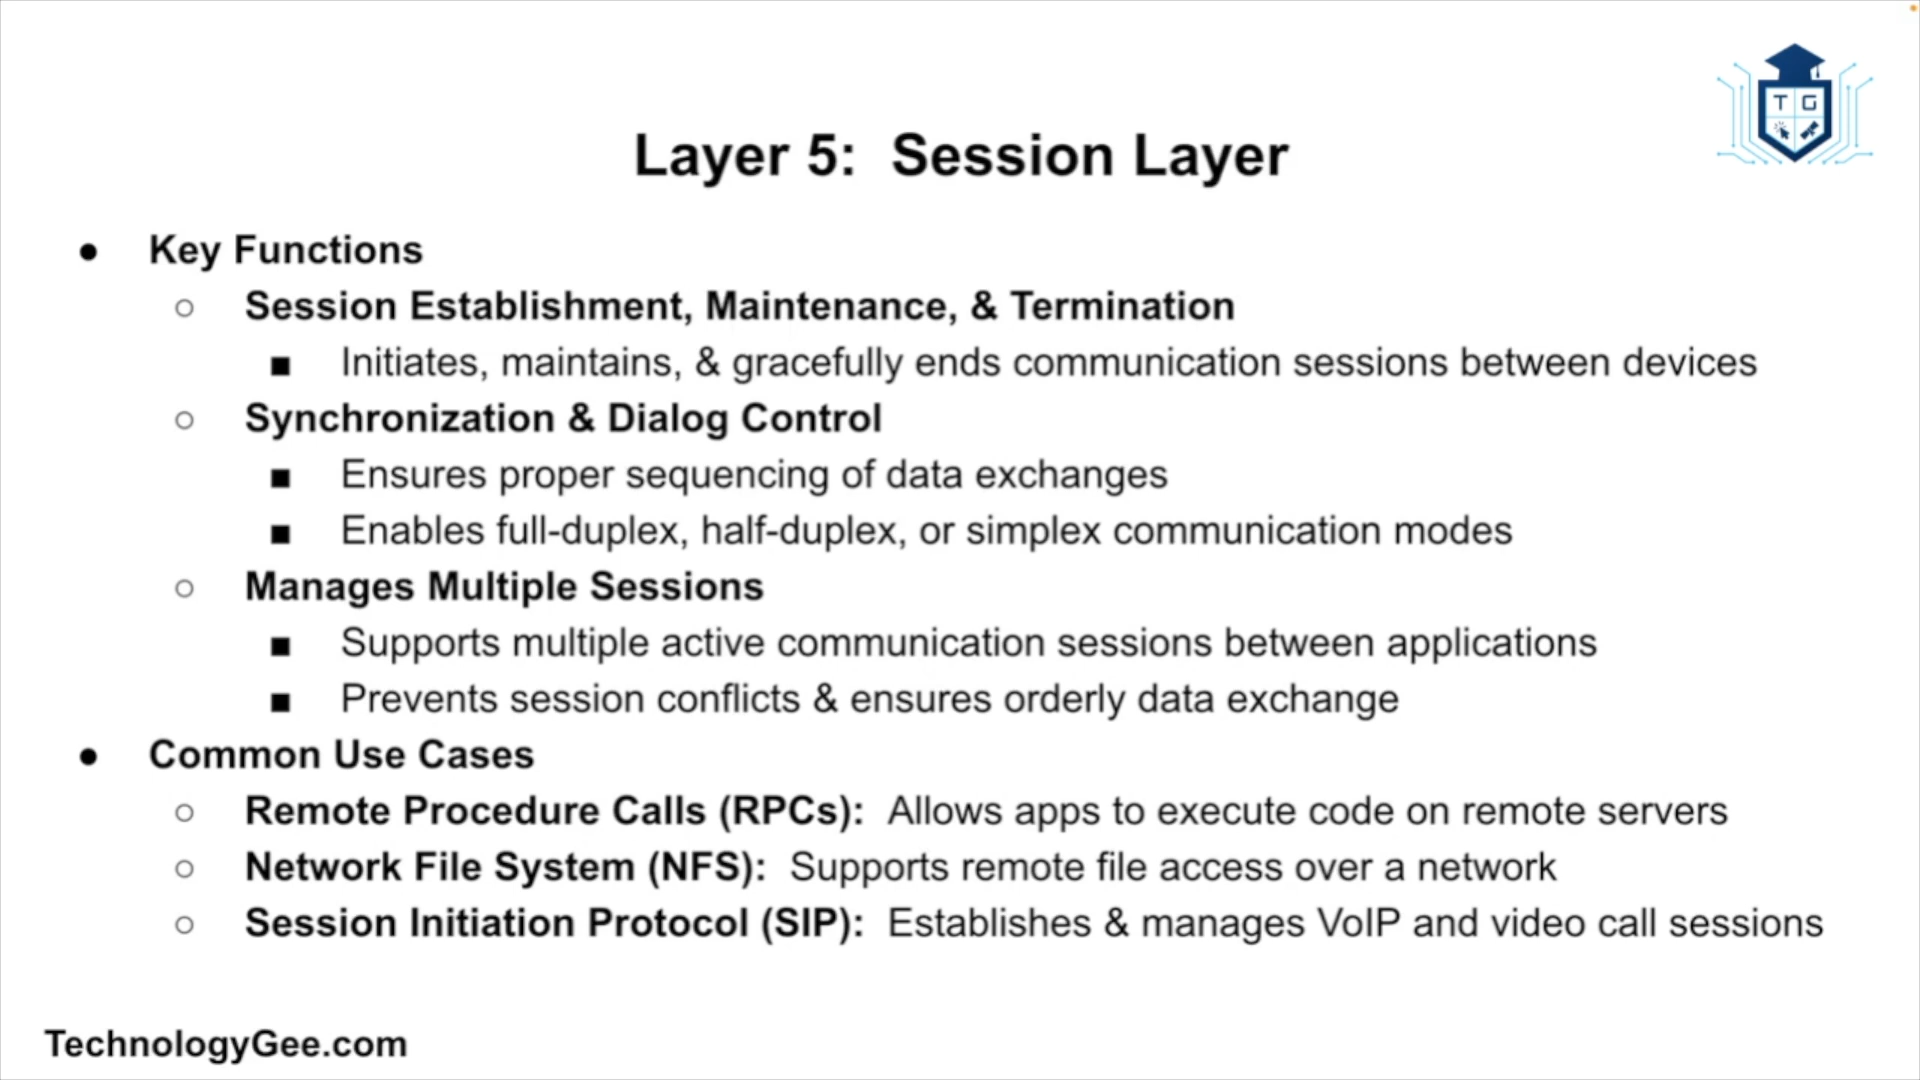 T G
Layer 5:  Session Layer
● Key Functions
○ Session Establishment, Maintenance, & Termination
■ Initiates, maintains, & gracefully ends communication sessions between devices
○ Synchronization & Dialog Control
■ Ensures proper sequencing of data exchanges
■ Enables full-duplex, half-duplex, or simplex communication modes
○ Manages Multiple Sessions
■ Supports multiple active communication sessions between applications
■ Prevents session conflicts & ensures orderly data exchange
● Common Use Cases
○ Remote Procedure Calls (RPCs):  Allows apps to execute code on remote servers
○ Network File System (NFS):  Supports remote file access over a network
○ Session Initiation Protocol (SIP):  Establishes & manages VoIP and video call sessions
TechnologyGee.com